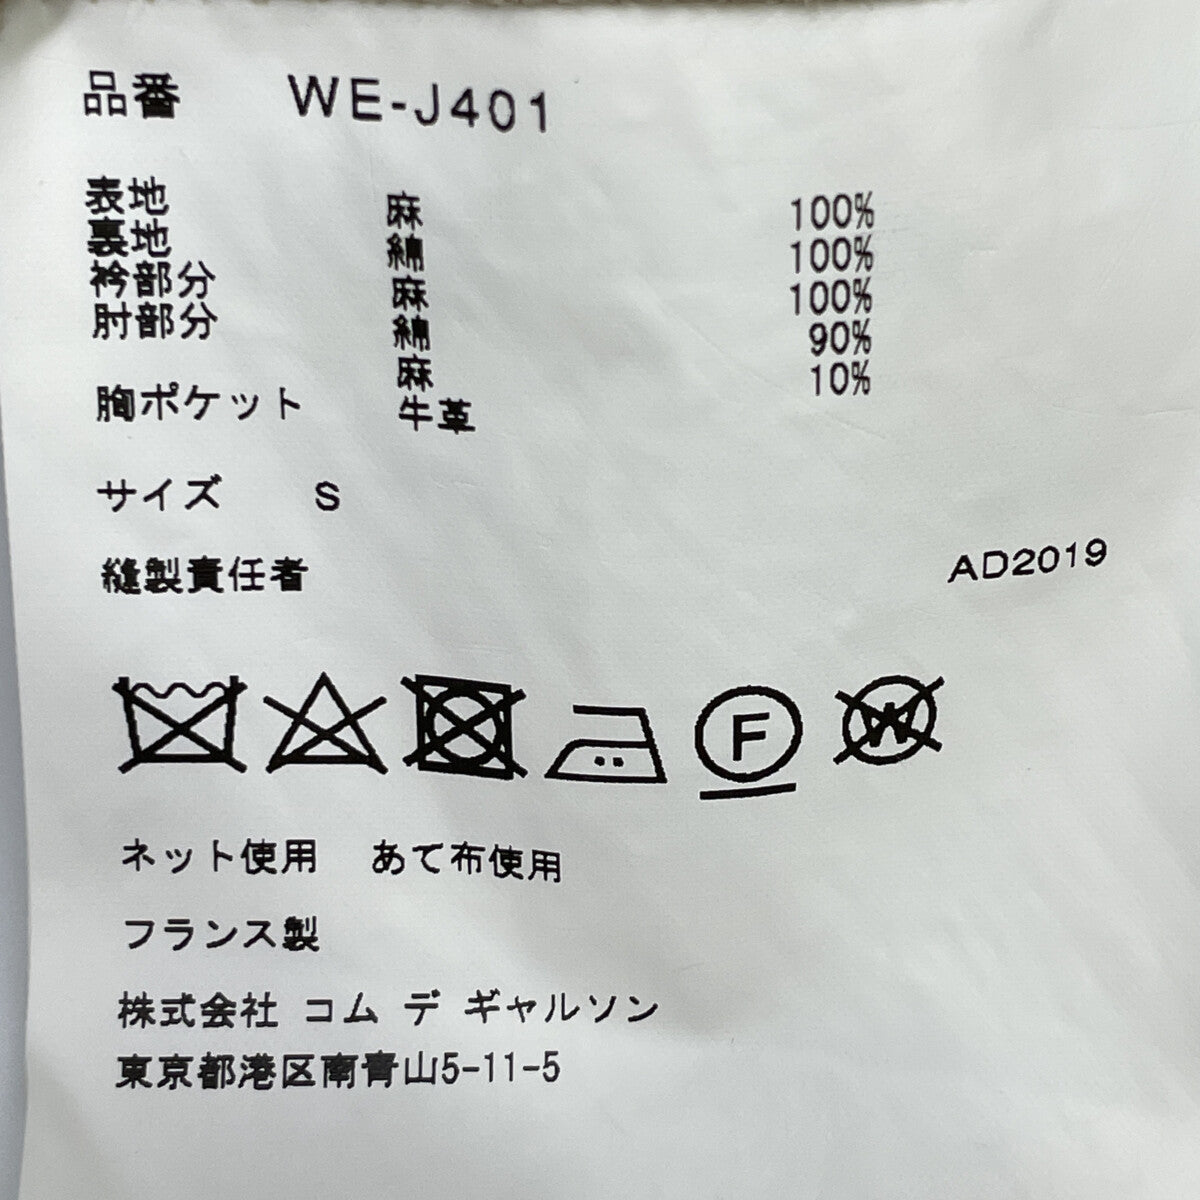 品番 WE-J401
表地 麻 100%
裏地 綿 100%
衿部分 麻 100%
肘部分 綿 90%
麻 10%
胸ポケット 牛革
サイズ S
縫製責任者 AD2019
F W
ネット使用 あて布使用
フランス製
株式会社 コム デ ギャルソン
東京都港区南青山5-11-5